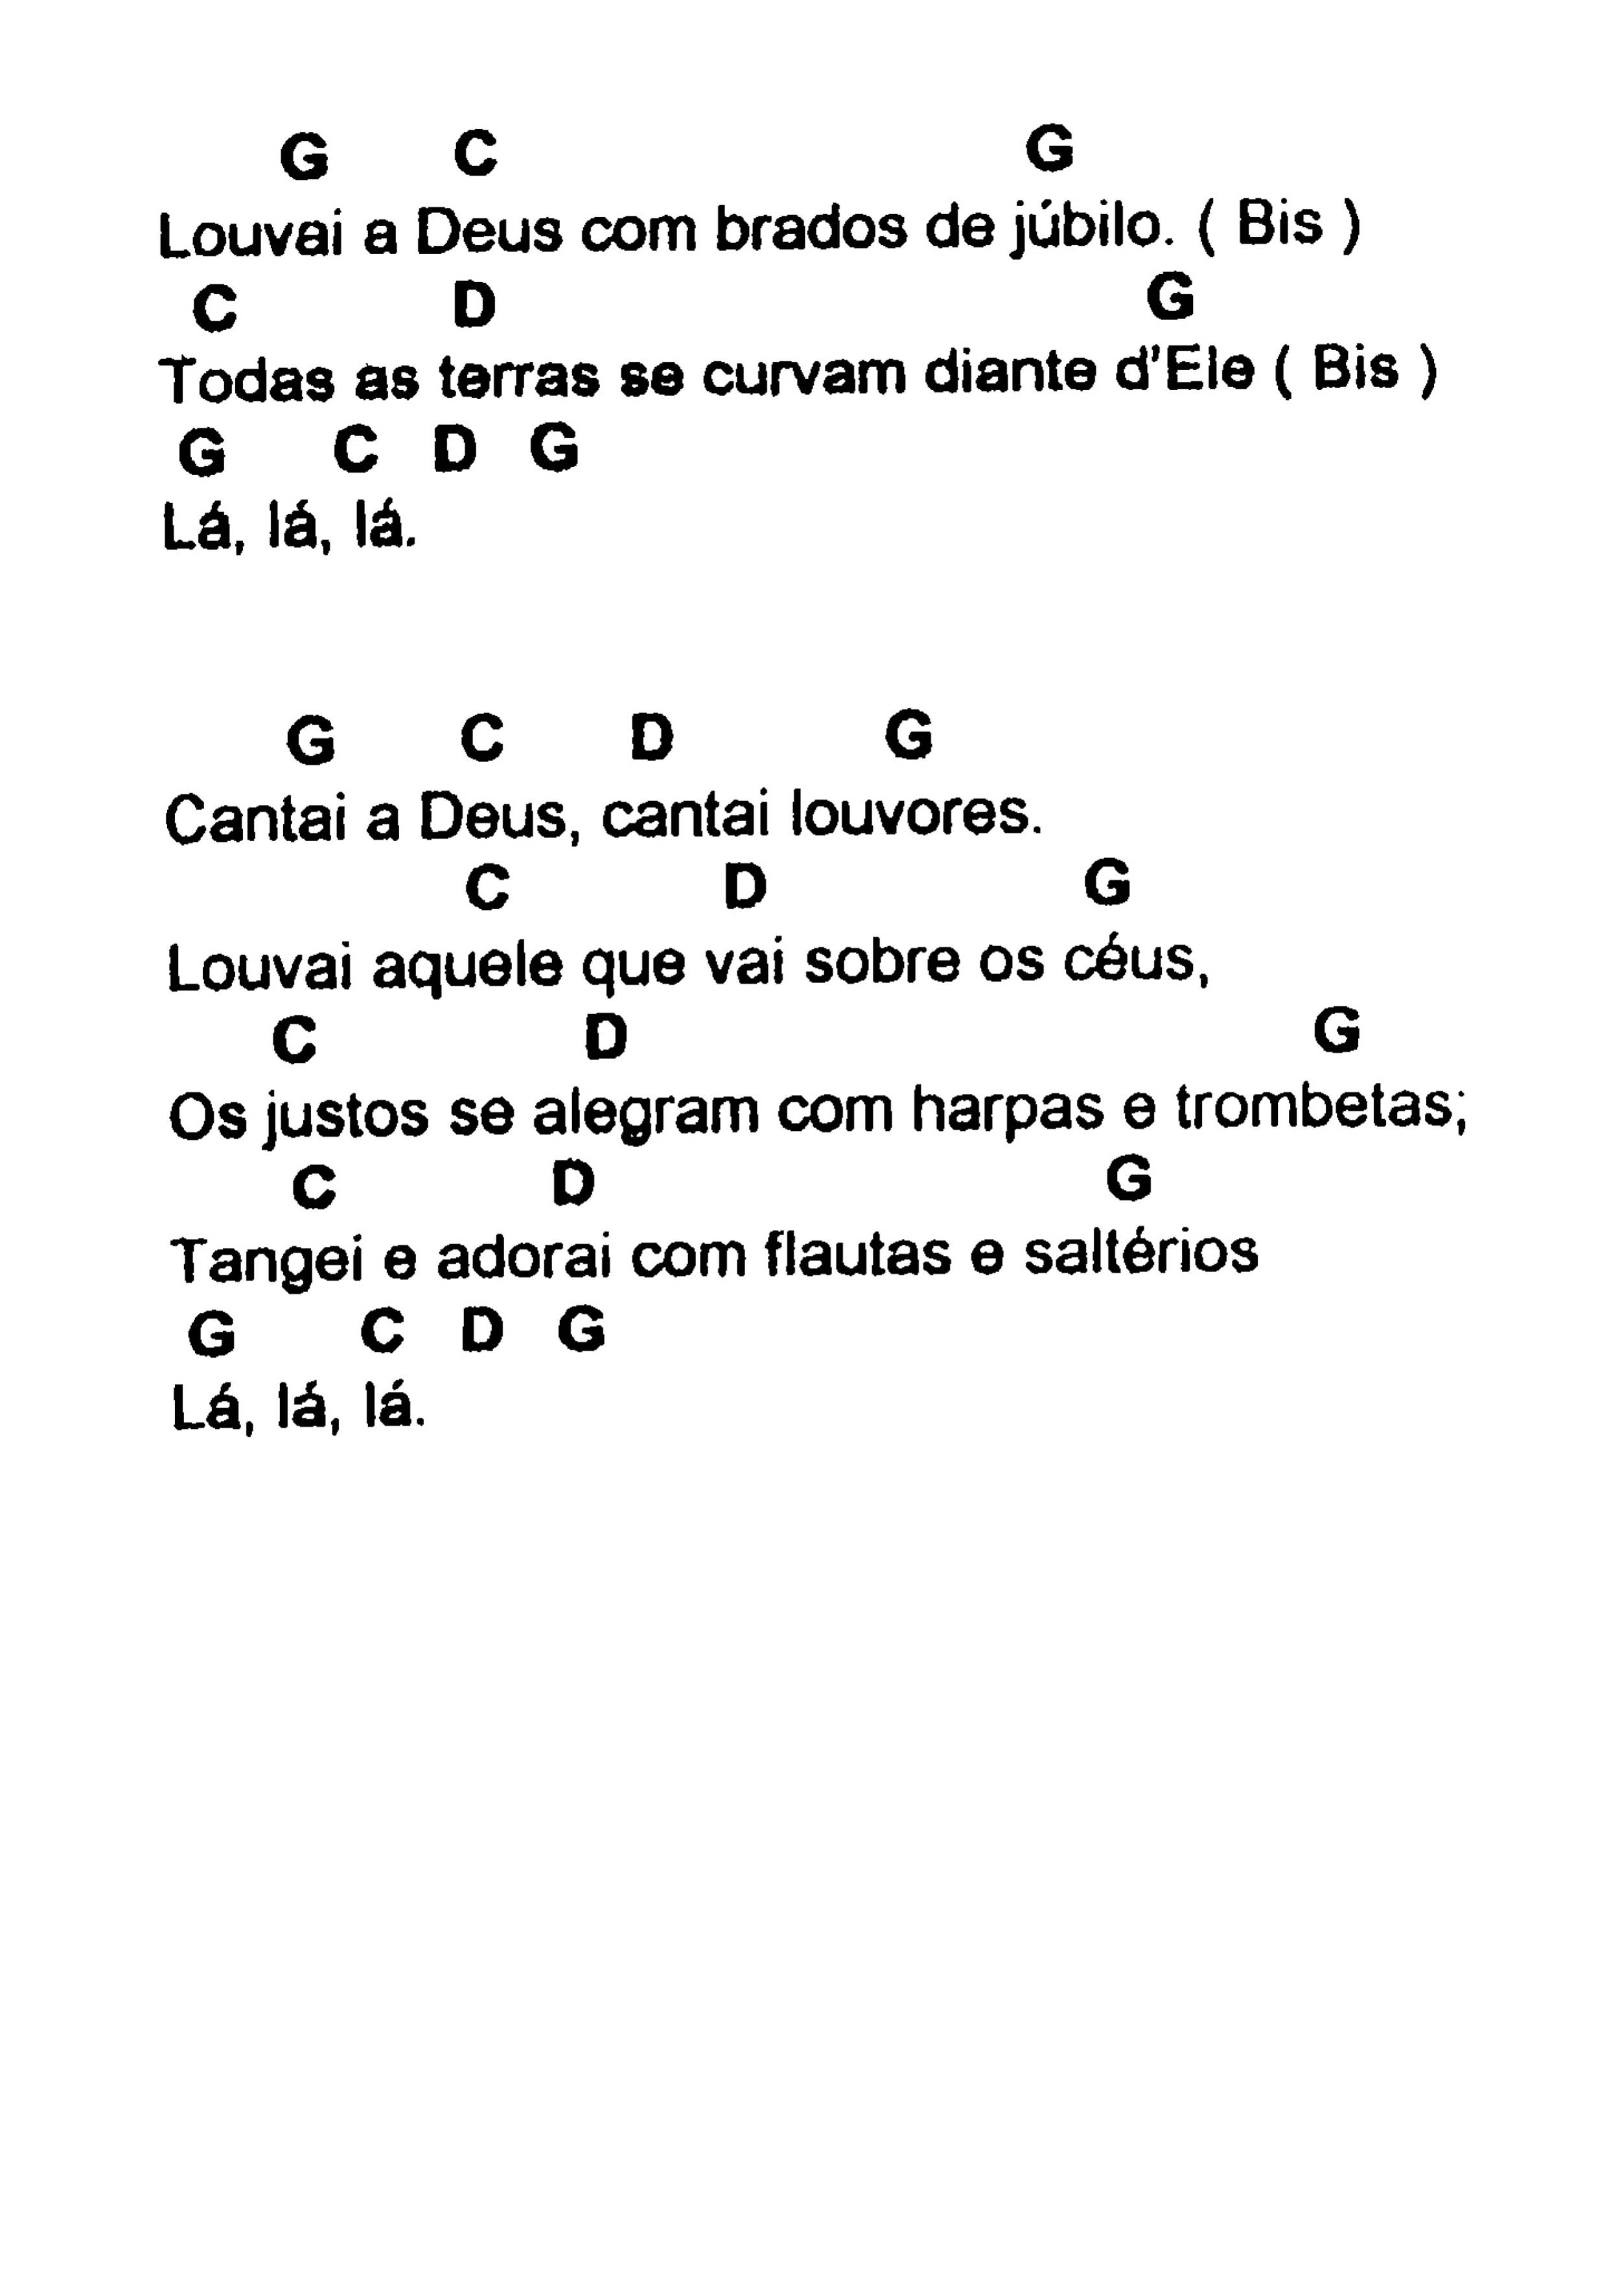 G C G
Louvai a Deus com brados de júbilo. ( Bis )
C D G
Todas as terras se curvam diante d'Ele ( Bis )
G C D G
Lá, lá, lá.
G C D G
Cantai a Deus, cantai louvores.
C D G
Louvai aquele que vai sobre os céus,
C D G
Os justos se alegram com harpas e trombetas;
C D G
Tangei e adorai com flautas e saltérios
G C D G
Lá, lá, lá.